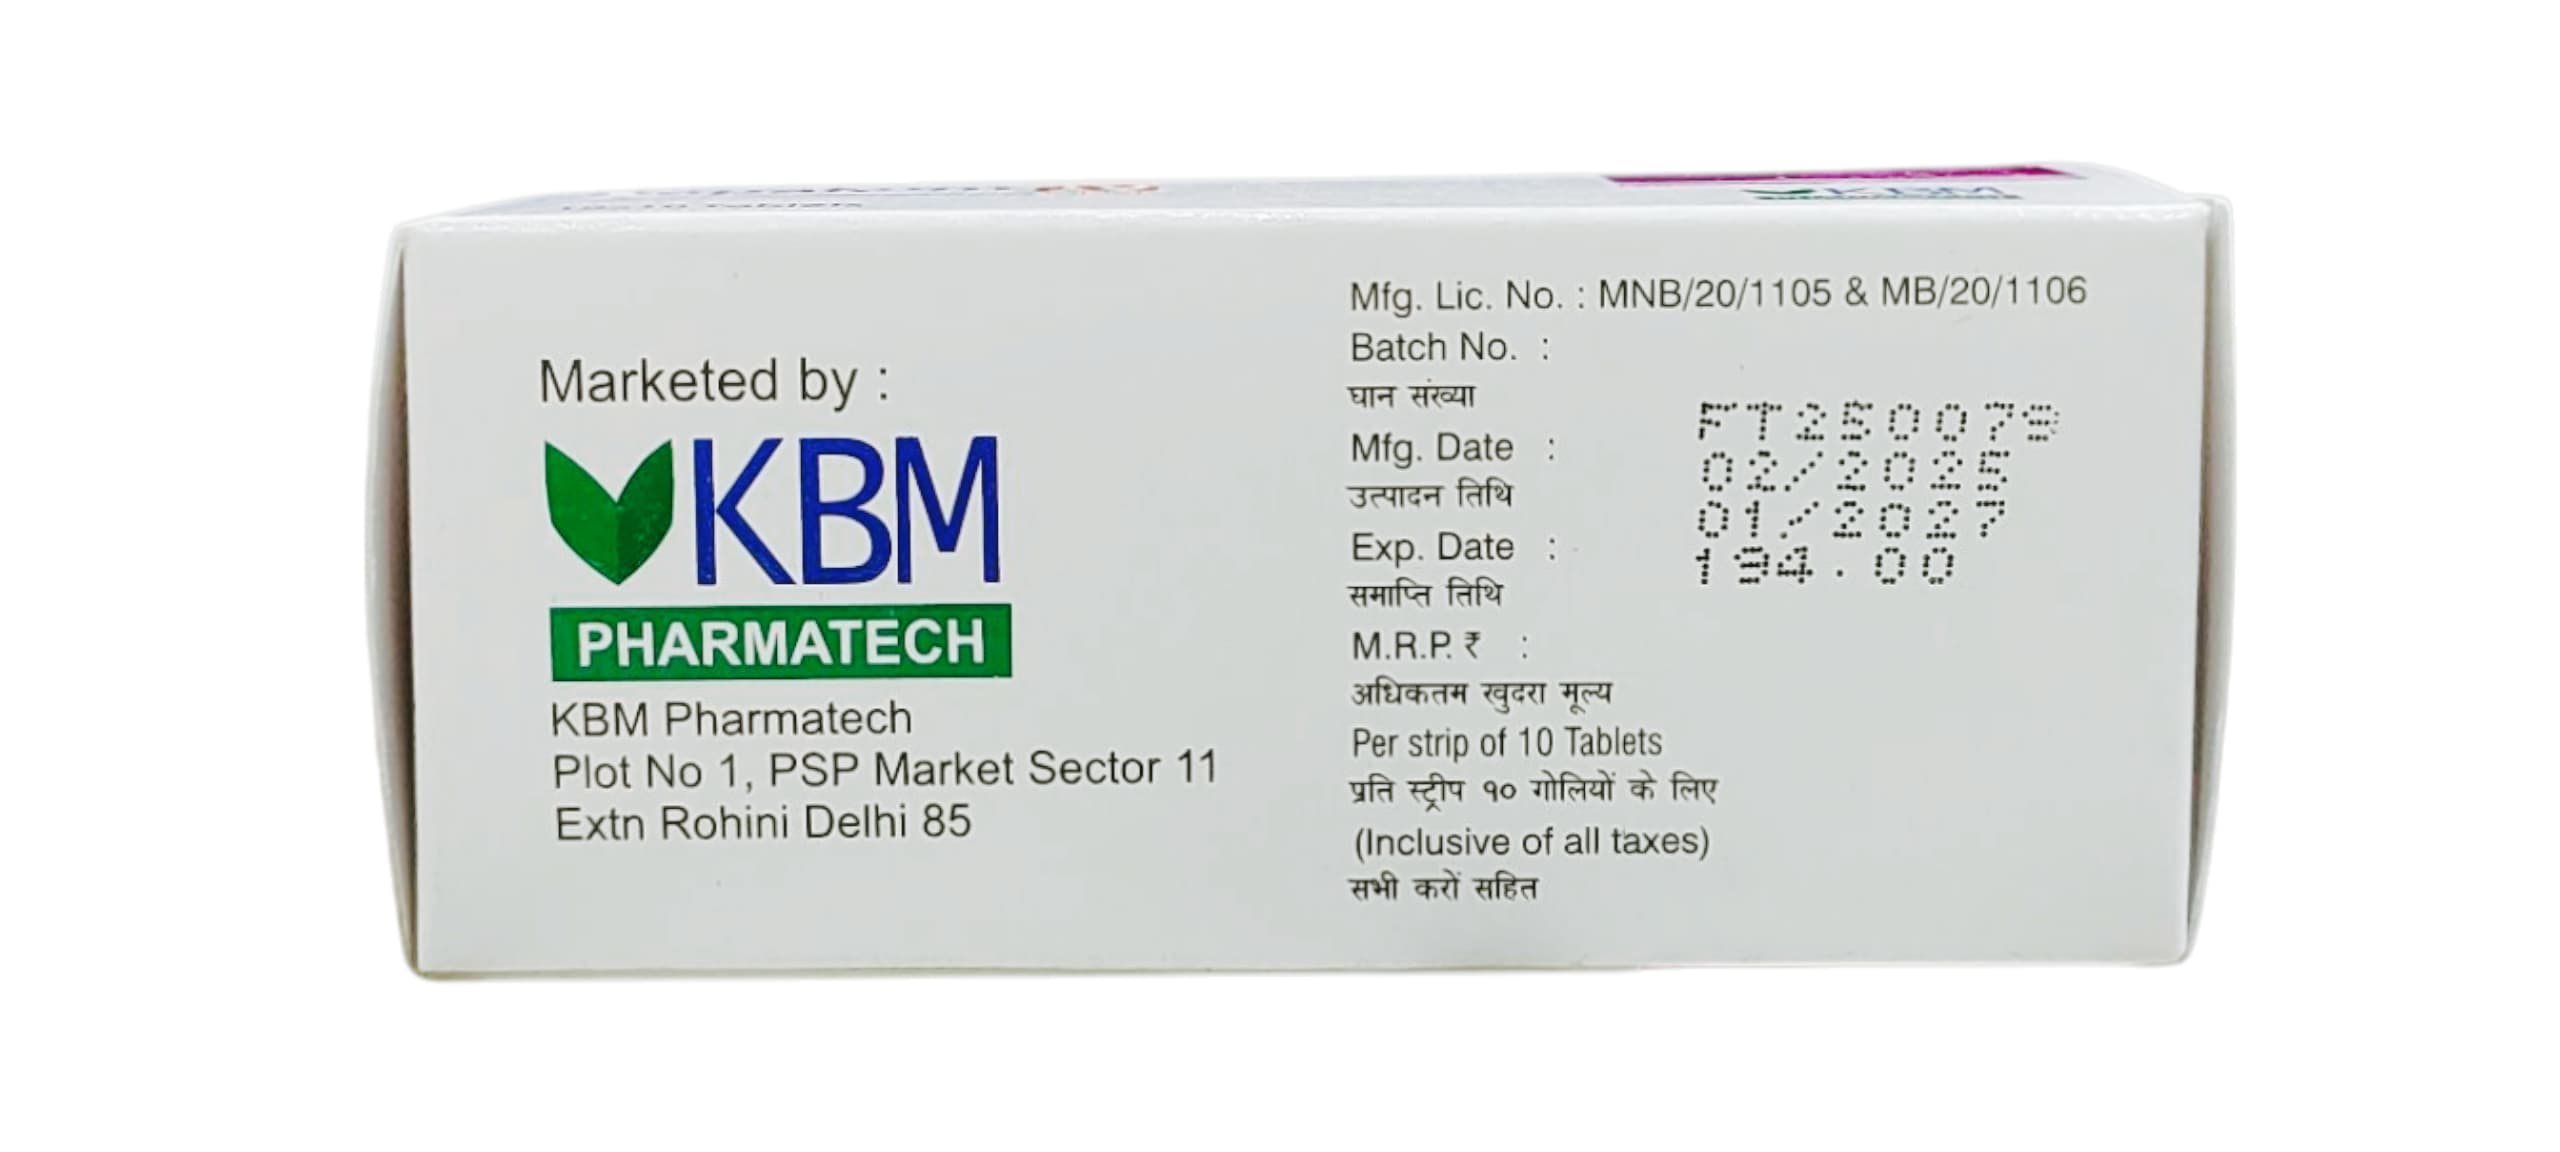 KBM
Marketed by :
KBM
PHARMATECH
KBM Pharmatech
Plot No 1, PSP Market Sector 11
Extn Rohini Delhi 85
Mfg. Lic. No. : MNB/20/1105 & MB/20/1106
Batch No. :
घान संख्या
Mfg. Date :
उत्पादन तिथि
Exp. Date :
समाप्ति तिथि
M.R.P. ₹ :
अधिकतम खुदरा मूल्य
Per strip of 10 Tablets
प्रति स्ट्रीप १० गोलियों के लिए
(Inclusive of all taxes)
सभी करों सहित
FT250079
02/2025
01/2027
194.00